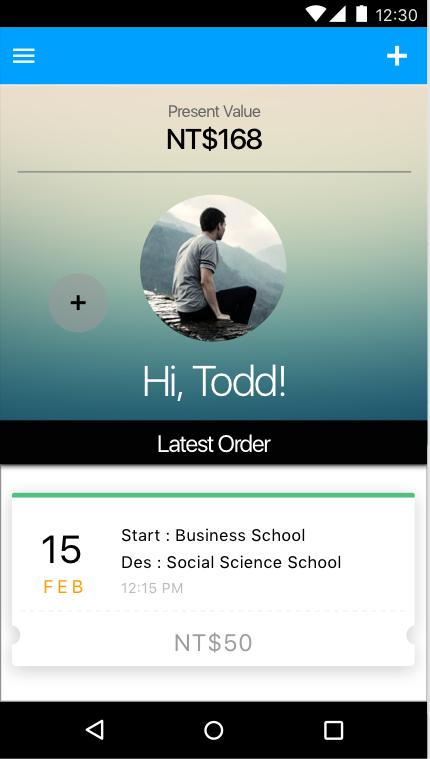 12:30
Present Value
NT$168
Hi, Todd!
Latest Order
15
FEB
Start : Business School
Des : Social Science School
12:15 PM
NT$50